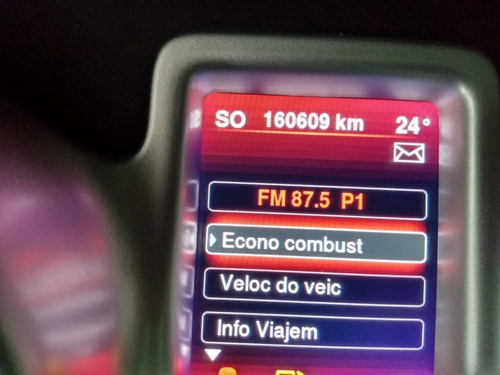 SO 160609 km 24°
FM 87.5 P1
Econo combust
Veloc do veic
Info Viajem